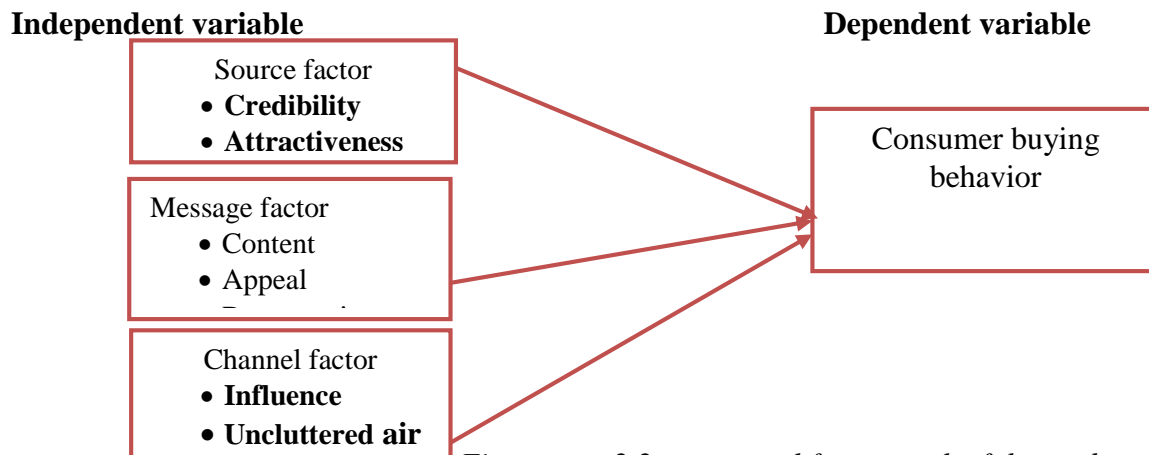 Independent variable
Dependent variable
Source factor
• Credibility
• Attractiveness
Consumer buying
behavior
Message factor
• Content
• Appeal
Channel factor
• Influence
• Uncluttered air